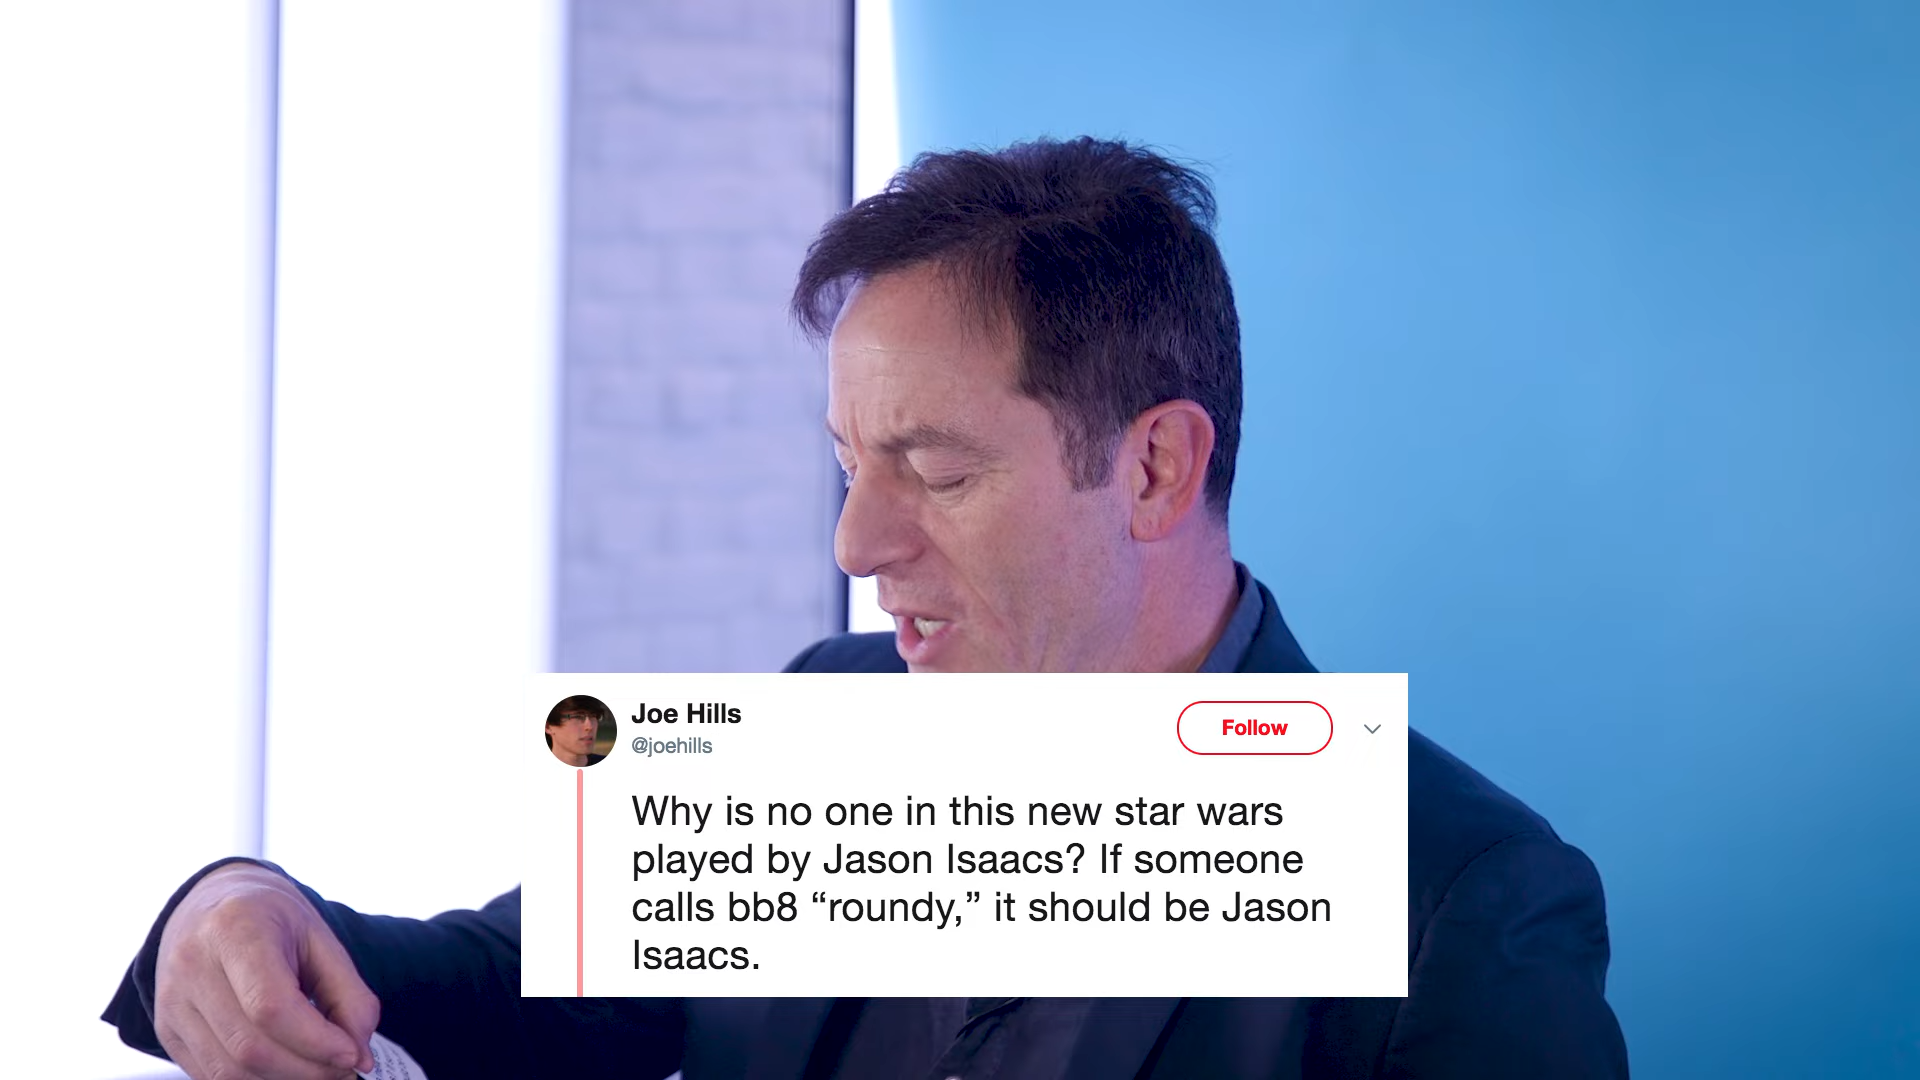 Joe Hills
@joehills
Follow
Why is no one in this new star wars
played by Jason Isaacs? If someone
calls bb8 “roundy,” it should be Jason
Isaacs.